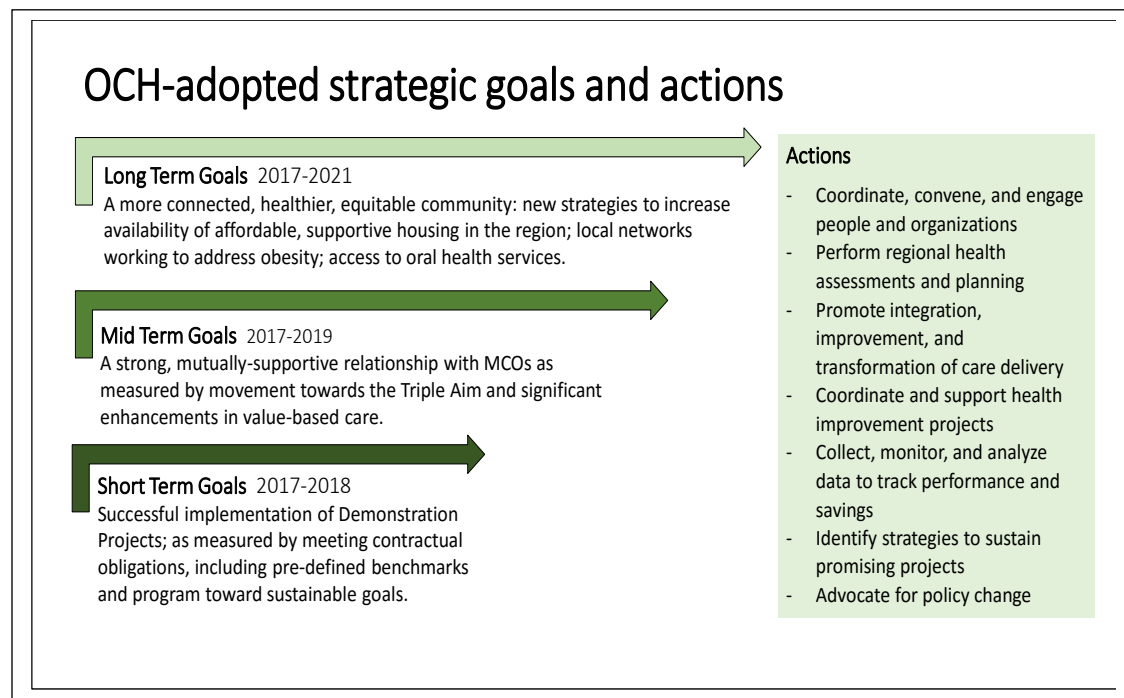 OCH-adopted strategic goals and actions
Long Term Goals 2017-2021
A more connected, healthier, equitable community: new strategies to increase
availability of affordable, supportive housing in the region; local networks
working to address obesity; access to oral health services.
Mid Term Goals 2017-2019
A strong, mutually-supportive relationship with MCOs as
measured by movement towards the Triple Aim and significant
enhancements in value-based care.
Short Term Goals 2017-2018
Successful implementation of Demonstration
Projects; as measured by meeting contractual
obligations, including pre-defined benchmarks
and program toward sustainable goals.
Actions
- Coordinate, convene, and engage
people and organizations
- Perform regional health
assessments and planning
- Promote integration,
improvement, and
transformation of care delivery
- Coordinate and support health
improvement projects
- Collect, monitor, and analyze
data to track performance and
savings
- Identify strategies to sustain
promising projects
- Advocate for policy change